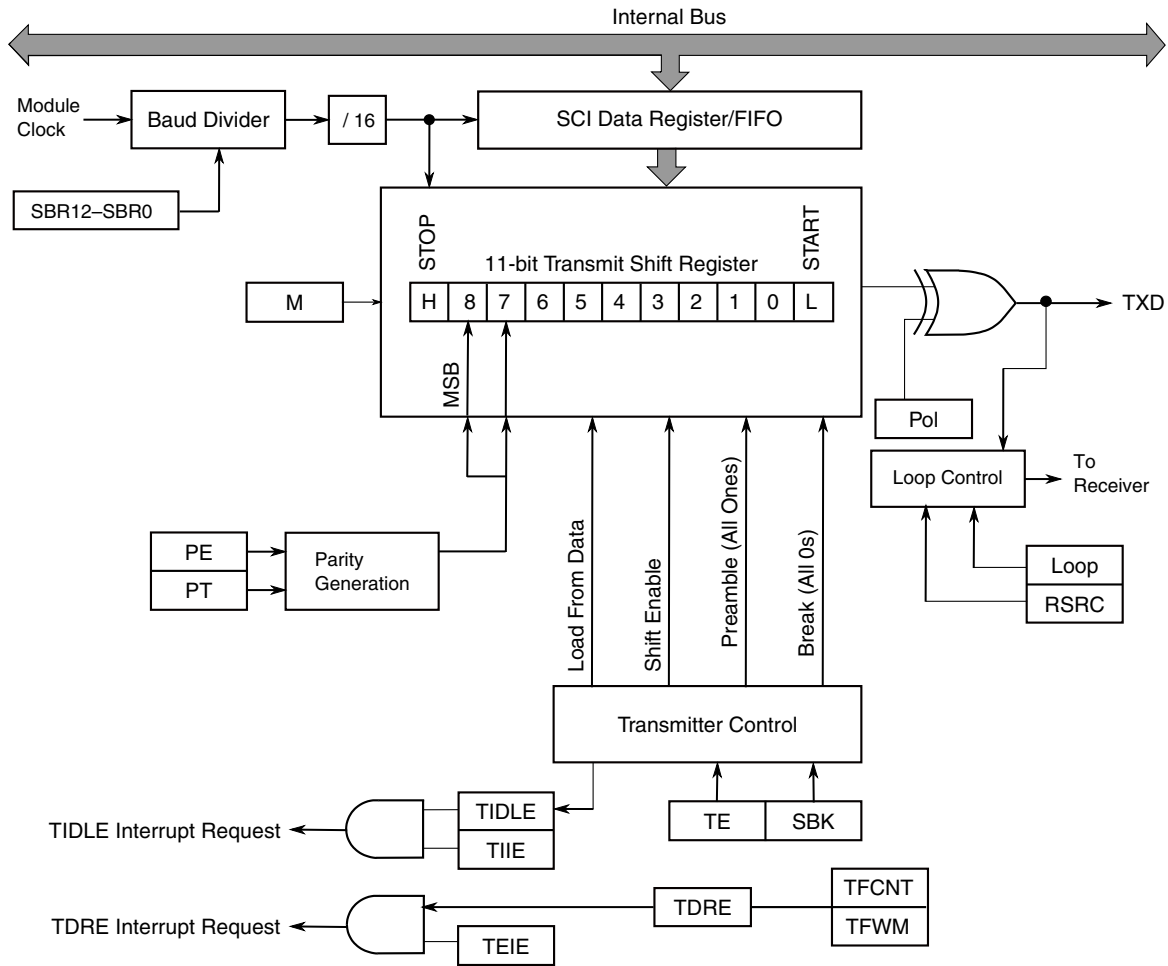 Internal Bus
Module
Clock
Baud Divider
/ 16
SCI Data Register/FIFO
SBR12–SBR0
STOP
START
11-bit Transmit Shift Register
M
H 8 7 6 5 4 3 2 1 0 L
TXD
MSB
Pol
Loop Control
To
Receiver
PE
PT
Parity
Generation
Load From Data
Shift Enable
Preamble (All Ones)
Break (All 0s)
Loop
RSRC
Transmitter Control
TIDLE Interrupt Request
TIDLE
TIIE
TE
SBK
TDRE Interrupt Request
TDRE
TFCNT
TFWM
TEIE